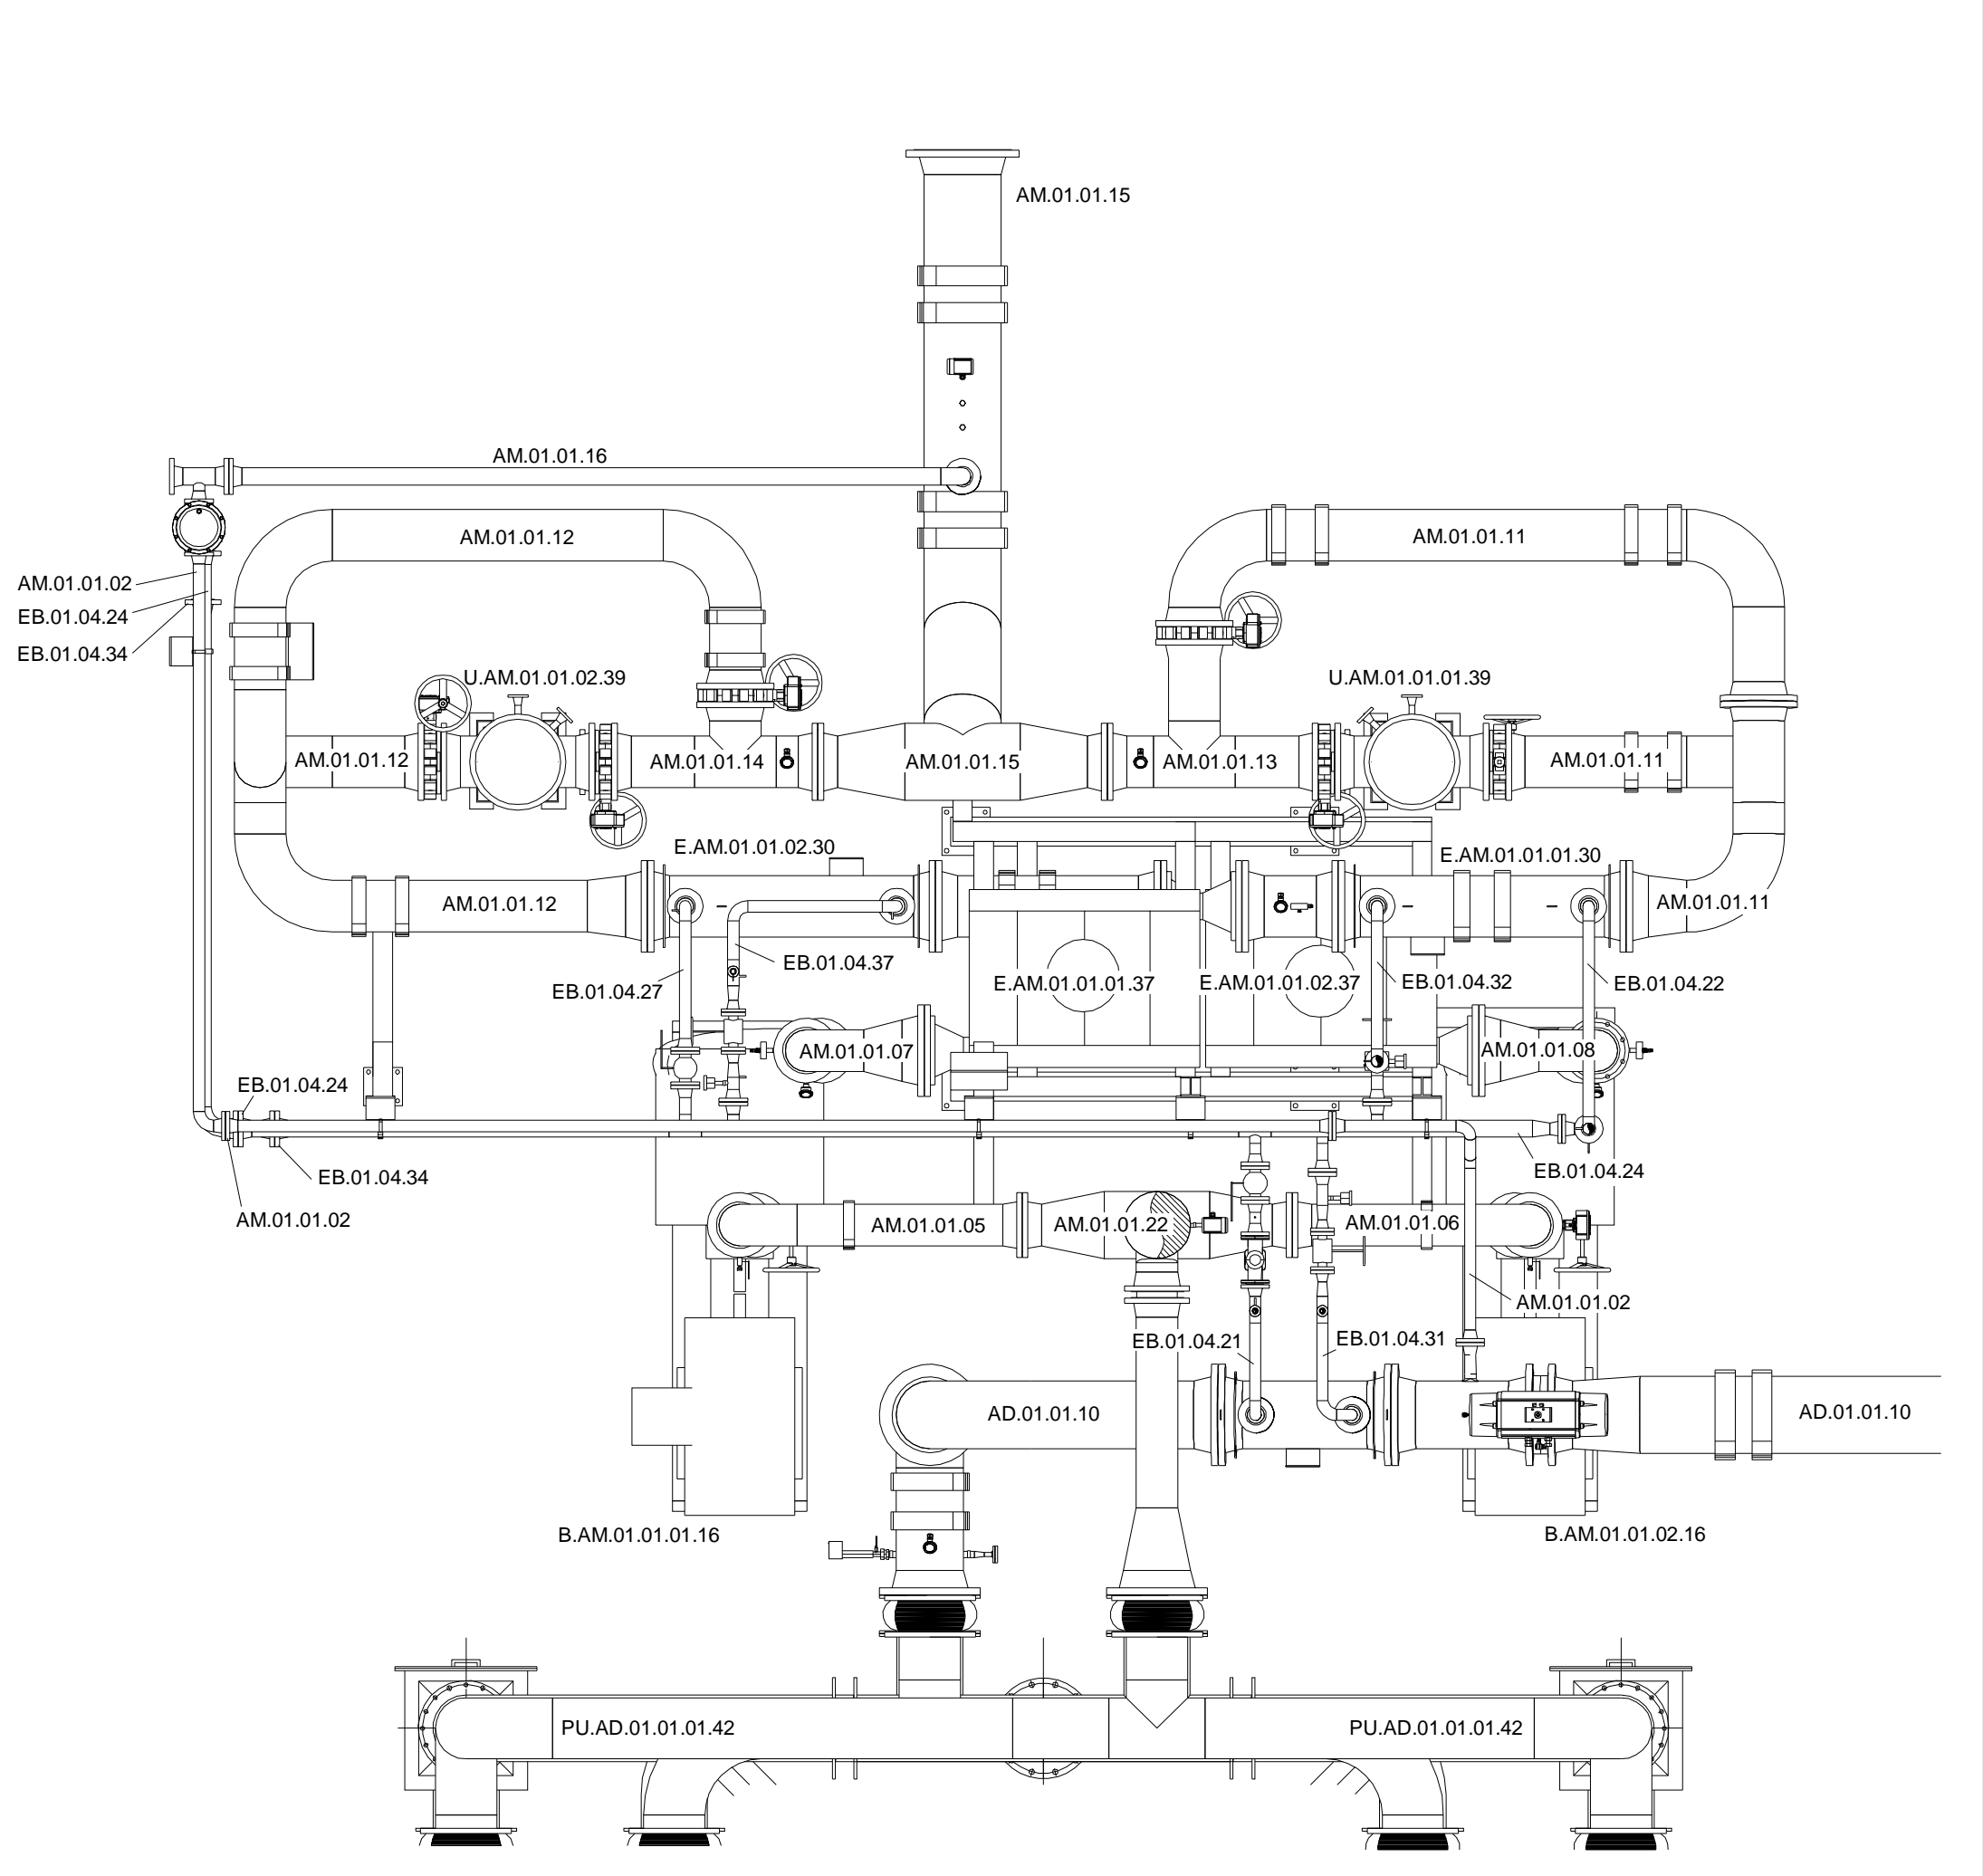 AM.01.01.15
AM.01.01.16
AM.01.01.12
AM.01.01.11
AM.01.01.02
EB.01.04.24
EB.01.04.34
U.AM.01.01.02.39
U.AM.01.01.01.39
AM.01.01.12
AM.01.01.14
AM.01.01.15
AM.01.01.13
AM.01.01.11
E.AM.01.01.02.30
E.AM.01.01.01.30
AM.01.01.12
AM.01.01.11
EB.01.04.37
EB.01.04.27
E.AM.01.01.01.37
E.AM.01.01.02.37
EB.01.04.32
EB.01.04.22
AM.01.01.07
AM.01.01.08
EB.01.04.24
EB.01.04.34
EB.01.04.24
AM.01.01.02
AM.01.01.05
AM.01.01.22
AM.01.01.06
AM.01.01.02
EB.01.04.21
EB.01.04.31
AD.01.01.10
AD.01.01.10
B.AM.01.01.01.16
B.AM.01.01.02.16
PU.AD.01.01.01.42
PU.AD.01.01.01.42